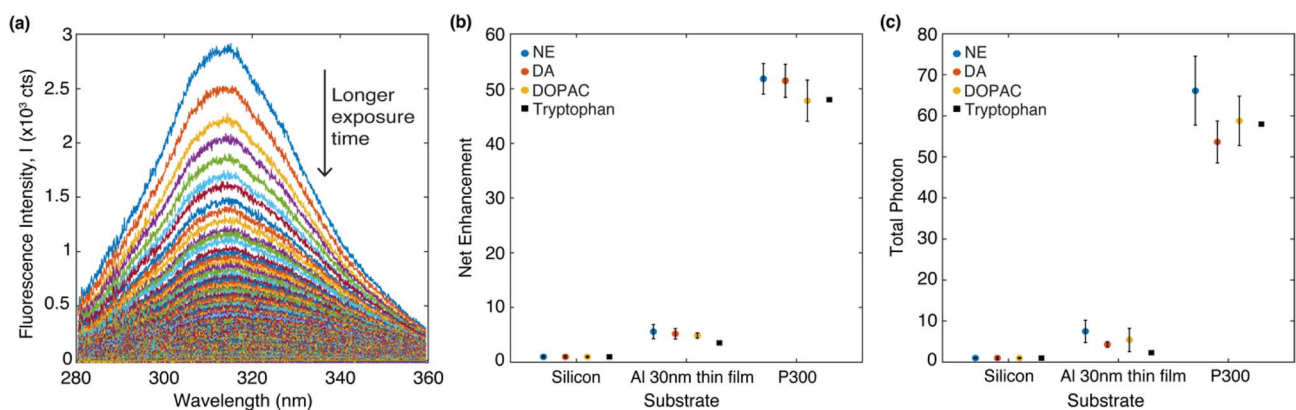 (a)
3
2.5
2
1.5
1
0.5
0
280
300
320
340
360
Fluorescence Intensity, I (x10³ cts)
Wavelength (nm)
Longer
exposure
time
(b)
60
50
40
30
20
10
0
Net Enhancement
NE
DA
DOPAC
Tryptophan
Silicon
Al 30nm thin film
P300
Substrate
(c)
80
70
60
50
40
30
20
10
0
Total Photon
NE
DA
DOPAC
Tryptophan
Silicon
Al 30nm thin film
P300
Substrate